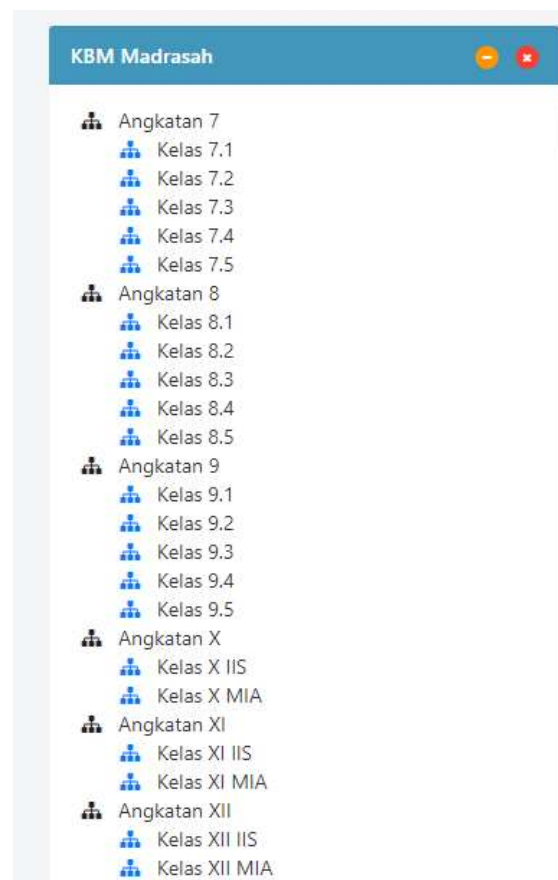 KBM Madrasah
Angkatan 7
Kelas 7.1
Kelas 7.2
Kelas 7.3
Kelas 7.4
Kelas 7.5
Angkatan 8
Kelas 8.1
Kelas 8.2
Kelas 8.3
Kelas 8.4
Kelas 8.5
Angkatan 9
Kelas 9.1
Kelas 9.2
Kelas 9.3
Kelas 9.4
Kelas 9.5
Angkatan X
Kelas X IIS
Kelas X MIA
Angkatan XI
Kelas XI IIS
Kelas XI MIA
Angkatan XII
Kelas XII IIS
Kelas XII MIA